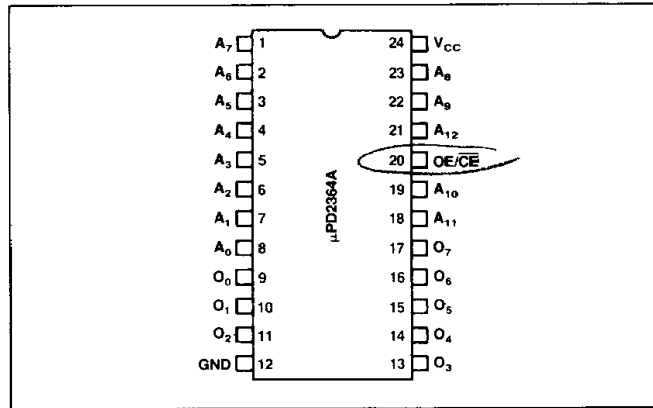 A7 1 24 VCC
A6 2 23 A8
A5 3 22 A9
A4 4 21 A12
A3 5 20 OE/C̅E̅
A2 6 19 A10
A1 7 18 A11
A0 8 17 O7
O0 9 16 O6
O1 10 15 O5
O2 11 14 O4
GND 12 13 O3
μPD2364A